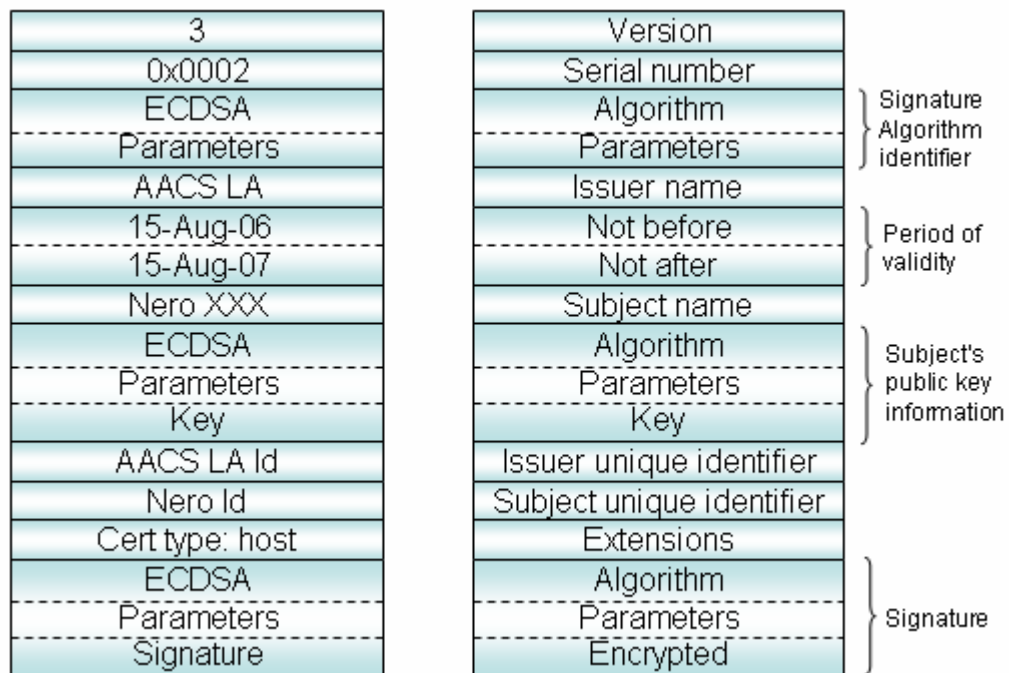 3
0x0002
ECDSA
Parameters
AACS LA
15-Aug-06
15-Aug-07
Nero XXX
ECDSA
Parameters
Key
AACS LA Id
Nero Id
Cert type: host
ECDSA
Parameters
Signature
Version
Serial number
Algorithm
Parameters
Issuer name
Not before
Not after
Subject name
Algorithm
Parameters
Key
Issuer unique identifier
Subject unique identifier
Extensions
Algorithm
Parameters
Encrypted
Signature
Algorithm
identifier
Period of
validity
Subject's
public key
information
Signature